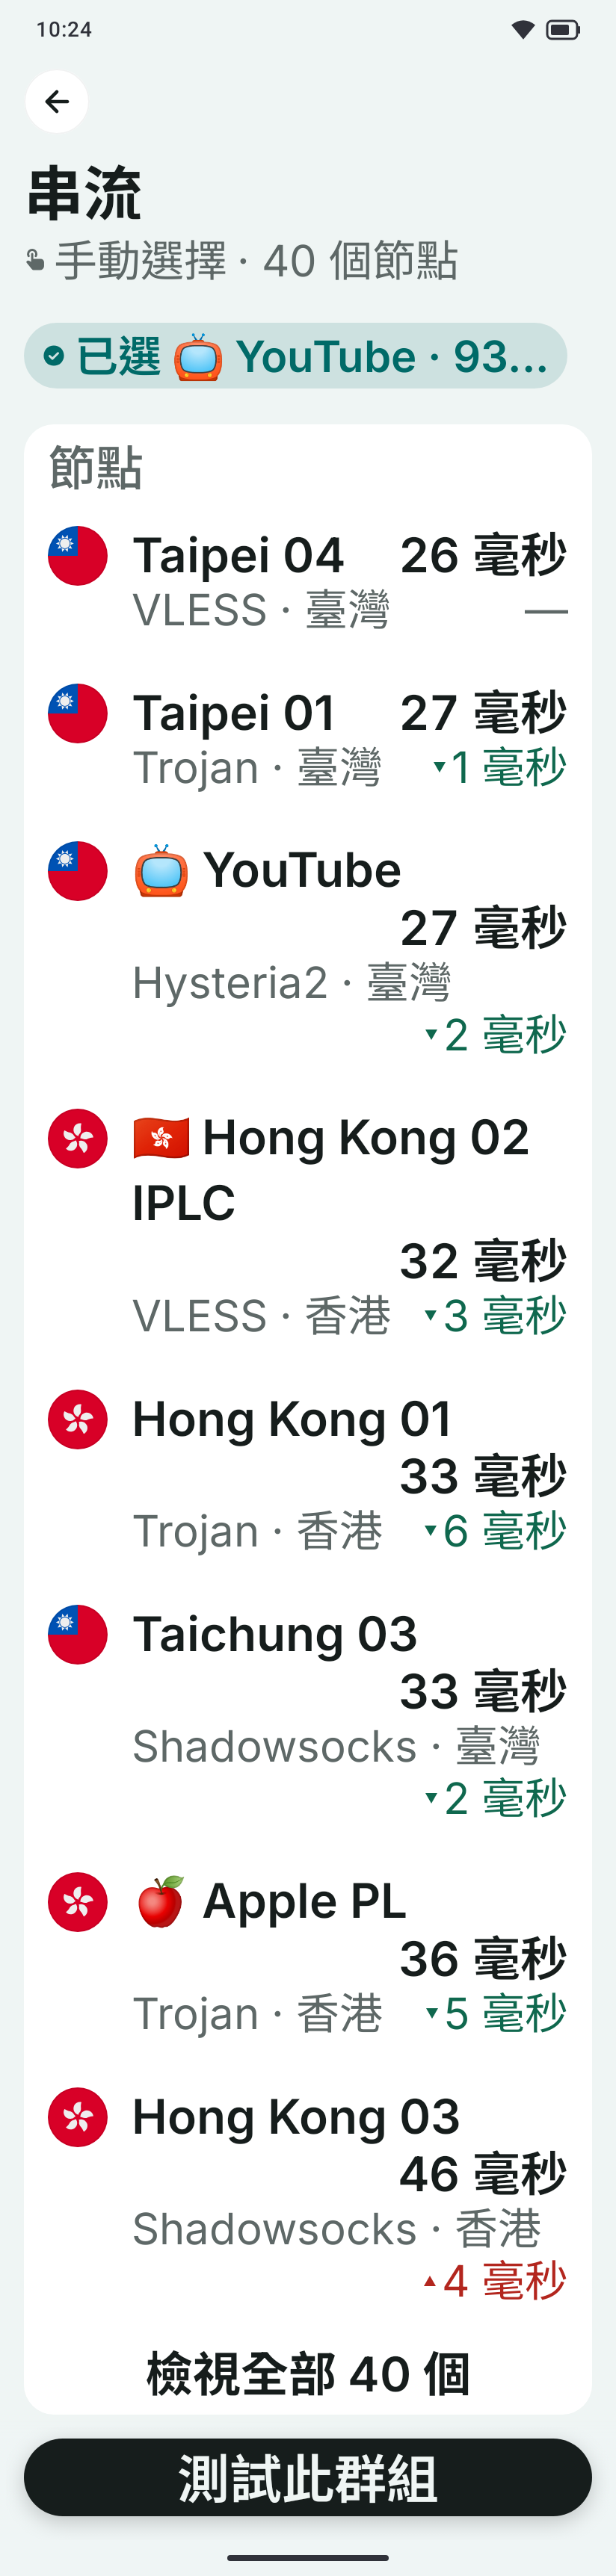 10:24
串流
手動選擇 · 40 個節點
已選 📺 YouTube · 93…
節點
Taipei 04 26 毫秒
VLESS · 臺灣 —
Taipei 01 27 毫秒
Trojan · 臺灣 ▼1 毫秒
📺 YouTube
27 毫秒
Hysteria2 · 臺灣
▼2 毫秒
🇭🇰 Hong Kong 02
IPLC
32 毫秒
VLESS · 香港 ▼3 毫秒
Hong Kong 01
33 毫秒
Trojan · 香港 ▼6 毫秒
Taichung 03
33 毫秒
Shadowsocks · 臺灣
▼2 毫秒
🍎 Apple PL
36 毫秒
Trojan · 香港 ▼5 毫秒
Hong Kong 03
46 毫秒
Shadowsocks · 香港
▲4 毫秒
檢視全部 40 個
測試此群組